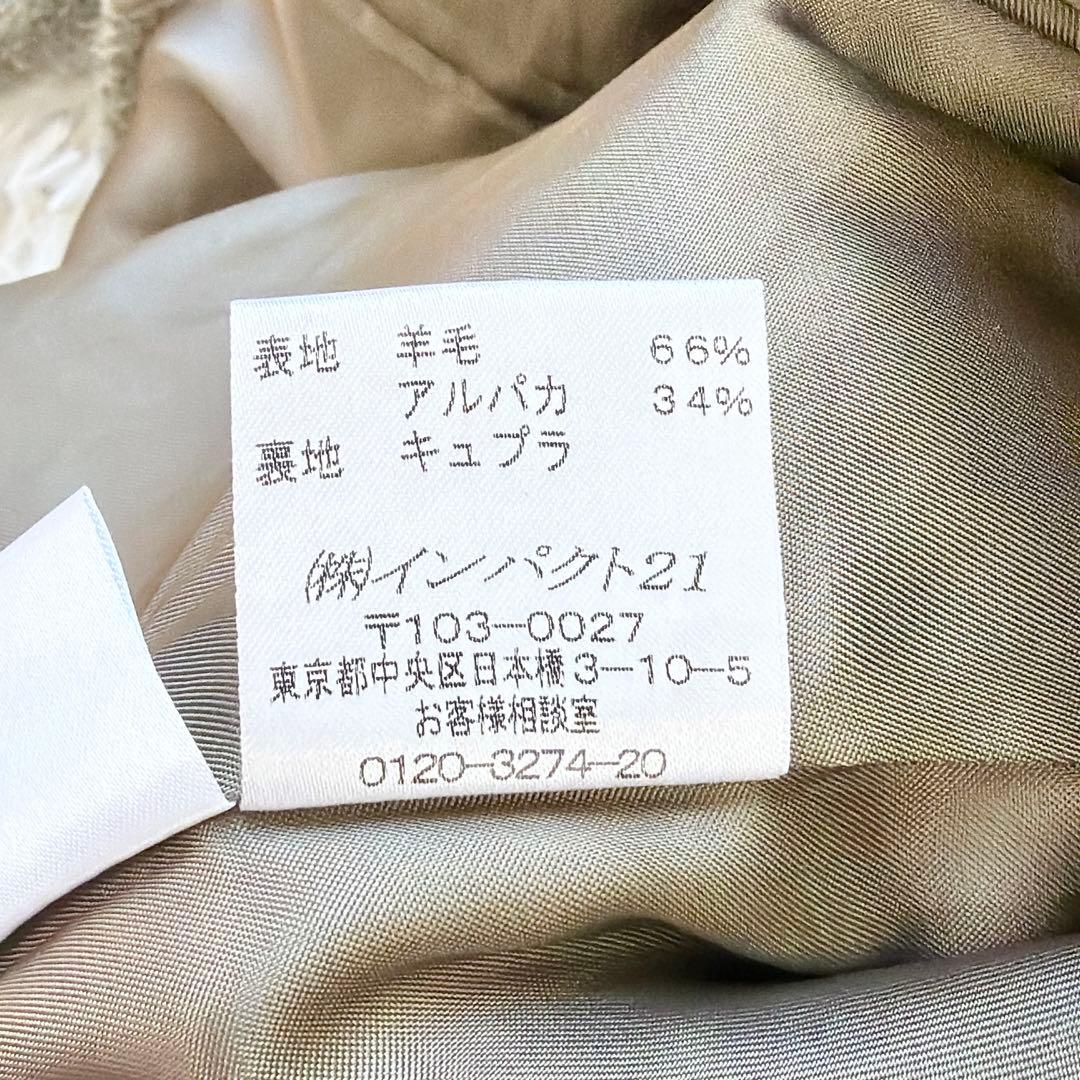 表地 羊毛 66%
アルパカ 34%
裏地 キュプラ
㈱インパクト21
〒103-0027
東京都中央区日本橋3-10-5
お客様相談室
0120-3274-20